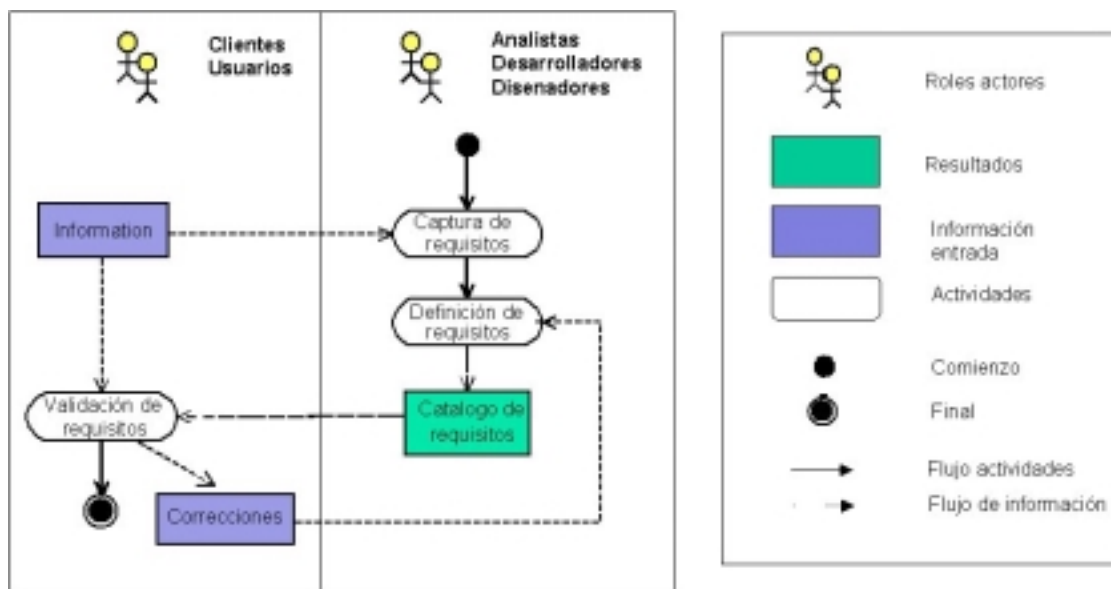 Clientes
Usuarios
Analistas
Desarrolladores
Disenadores
Information
Captura de
requisitos
Definición de
requisitos
Validación de
requisitos
Catalogo de
requisitos
Correcciones
Roles actores
Resultados
Información
entrada
Actividades
Comienzo
Final
Flujo actividades
Flujo de información